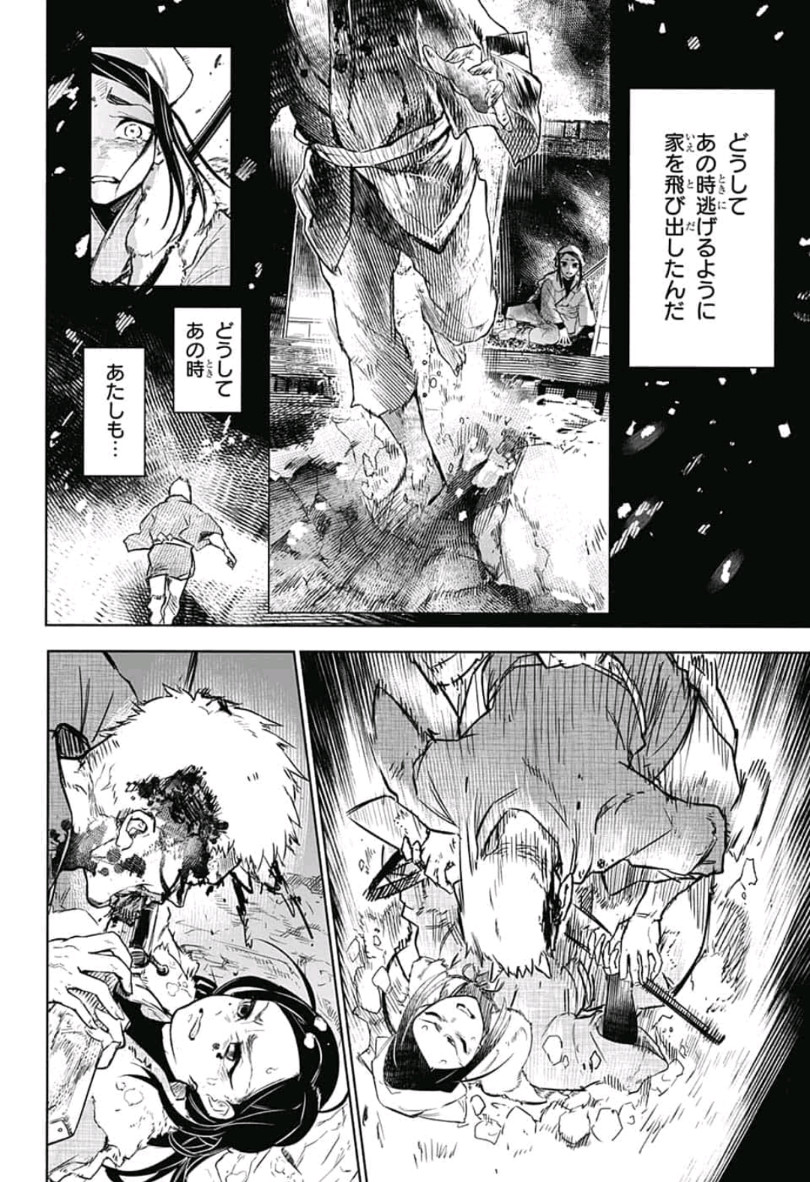 どうして
あの時逃げるように
家を飛び出したんだ
どうして
あの時
あたしも…